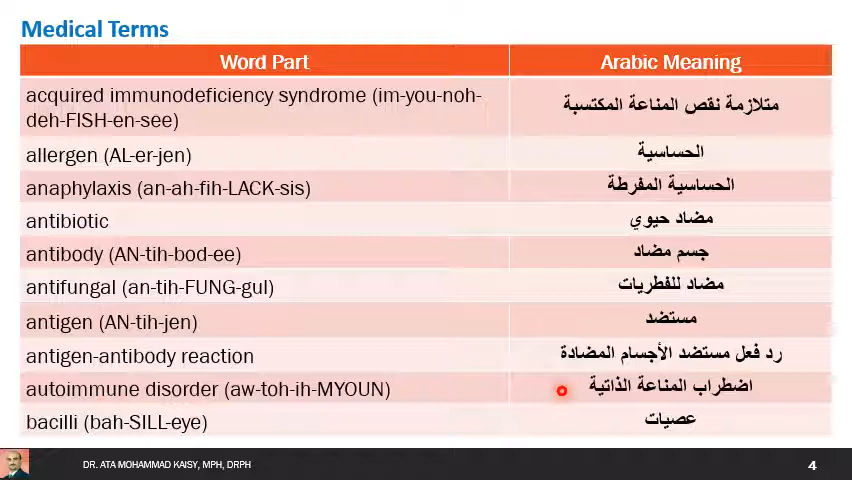 Medical Terms
Word Part	Arabic Meaning
acquired immunodeficiency syndrome (im-you-noh-	متلازمة نقص المناعة المكتسبة
deh-FISH-en-see)
allergen (AL-er-jen)	الحساسية
anaphylaxis (an-ah-fih-LACK-sis)	الحساسية المفرطة
antibiotic	مضاد حيوي
antibody (AN-tih-bod-ee)	جسم مضاد
antifungal (an-tih-FUNG-gul)	مضاد للفطريات
antigen (AN-tih-jen)	مستضد
antigen-antibody reaction	رد فعل مستضد الأجسام المضادة
autoimmune disorder (aw-toh-ih-MYOUN)	اضطراب المناعة الذاتية
bacilli (bah-SILL-eye)	عصيات
DR. ATA MOHAMMAD KAISY, MPH, DRPH	4